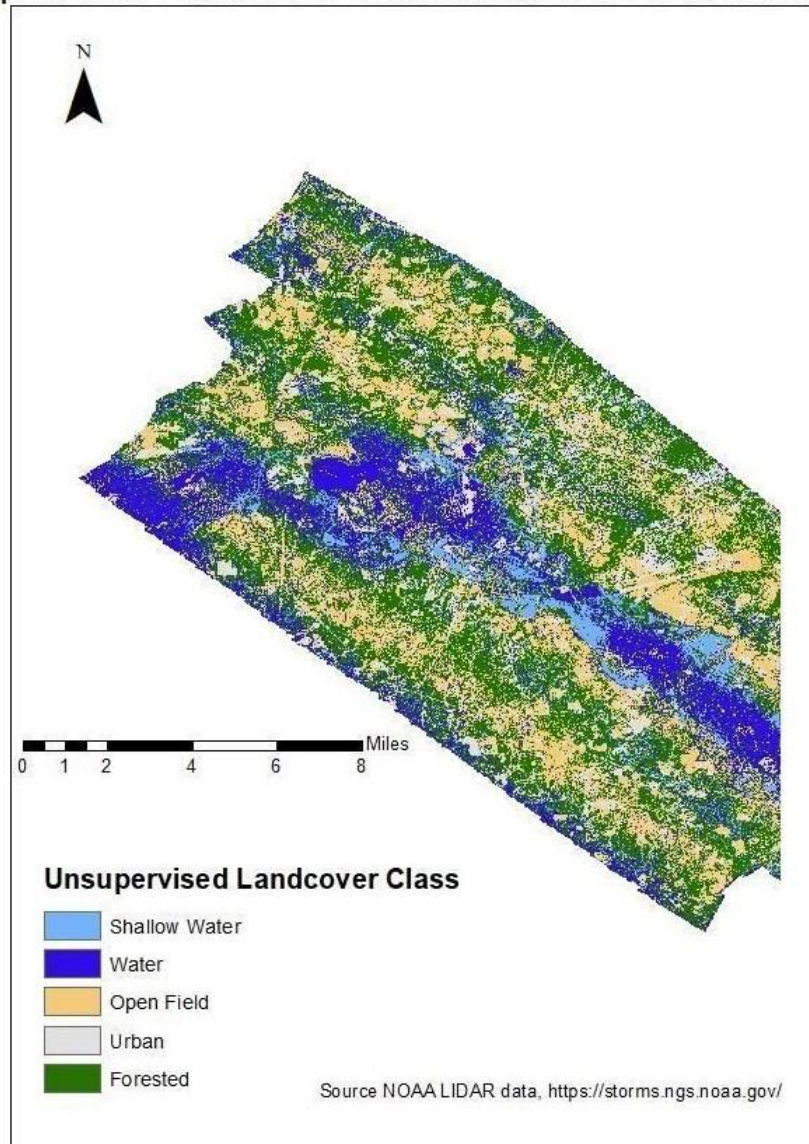 N
Miles
0 1 2 4 6 8
Unsupervised Landcover Class
Shallow Water
Water
Open Field
Urban
Forested
Source NOAA LIDAR data, https://storms.ngs.noaa.gov/